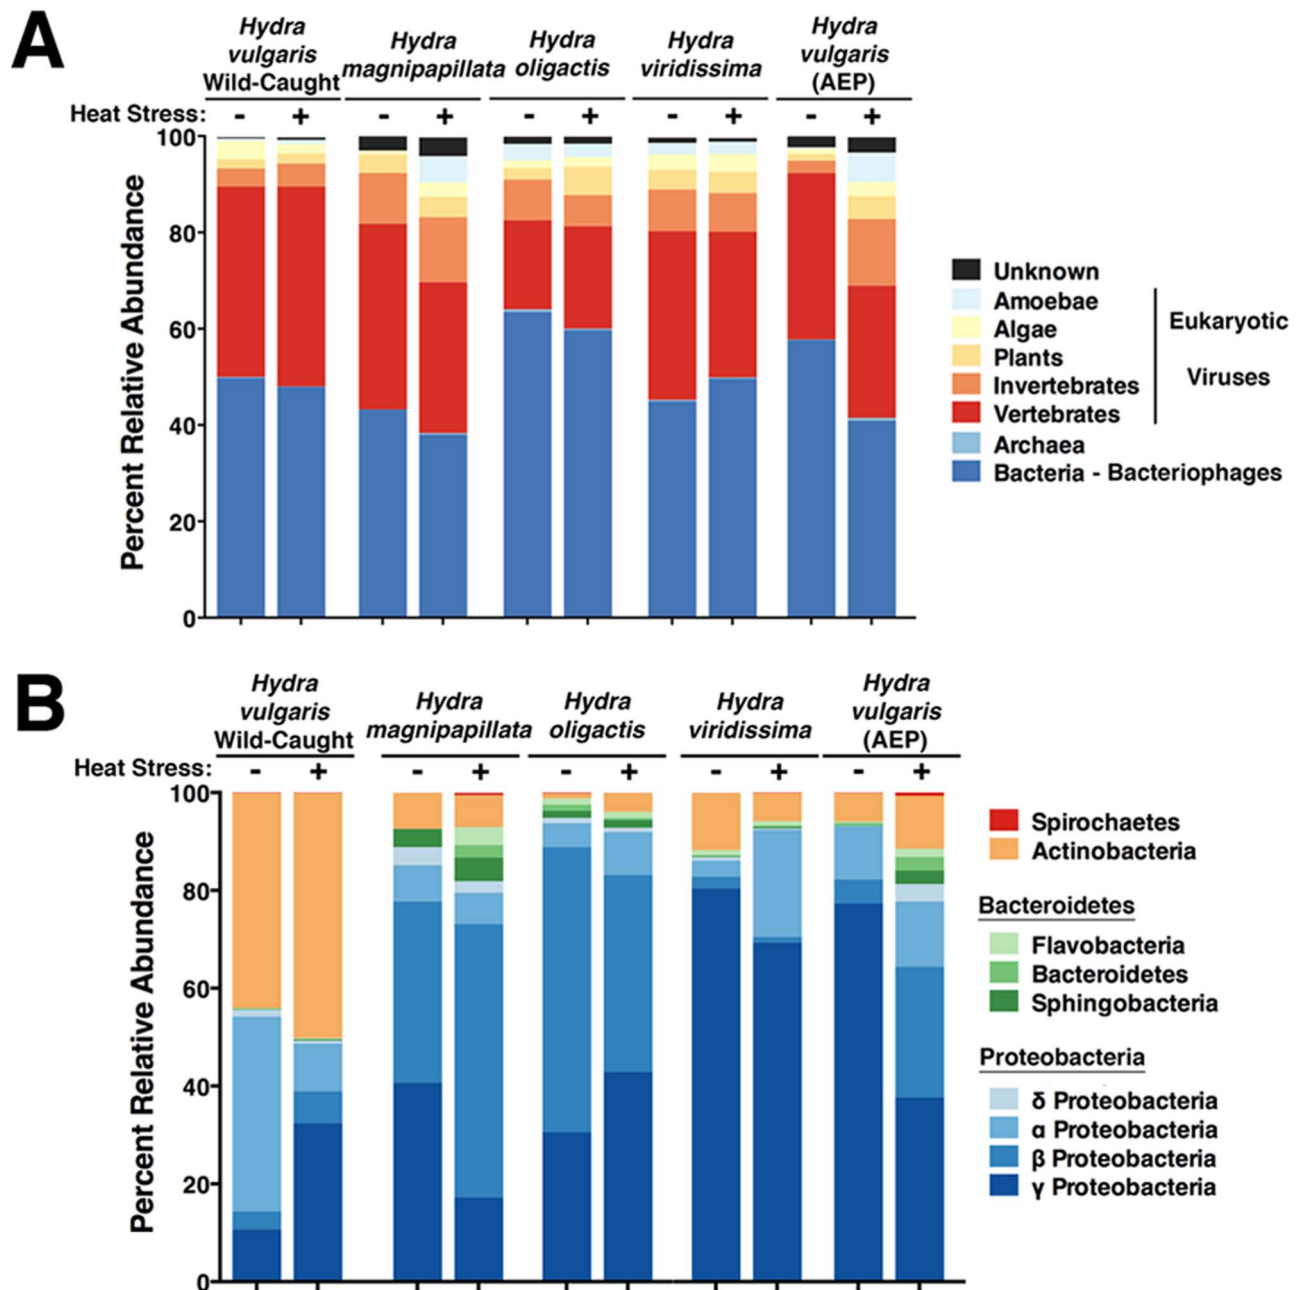 A
Hydra vulgaris Wild-Caught
Hydra magnipapillata
Hydra oligactis
Hydra viridissima
Hydra vulgaris (AEP)
Heat Stress: - + - + - + - + - +
Percent Relative Abundance
100
80
60
40
20
0
Unknown
Amoebae
Algae
Plants
Invertebrates
Vertebrates
Eukaryotic
Viruses
Archaea
Bacteria - Bacteriophages
B
Hydra vulgaris Wild-Caught
Hydra magnipapillata
Hydra oligactis
Hydra viridissima
Hydra vulgaris (AEP)
Heat Stress: - + - + - + - + - +
Percent Relative Abundance
100
80
60
40
20
0
Spirochaetes
Actinobacteria
Bacteroidetes
Flavobacteria
Bacteroidetes
Sphingobacteria
Proteobacteria
δ Proteobacteria
α Proteobacteria
β Proteobacteria
γ Proteobacteria